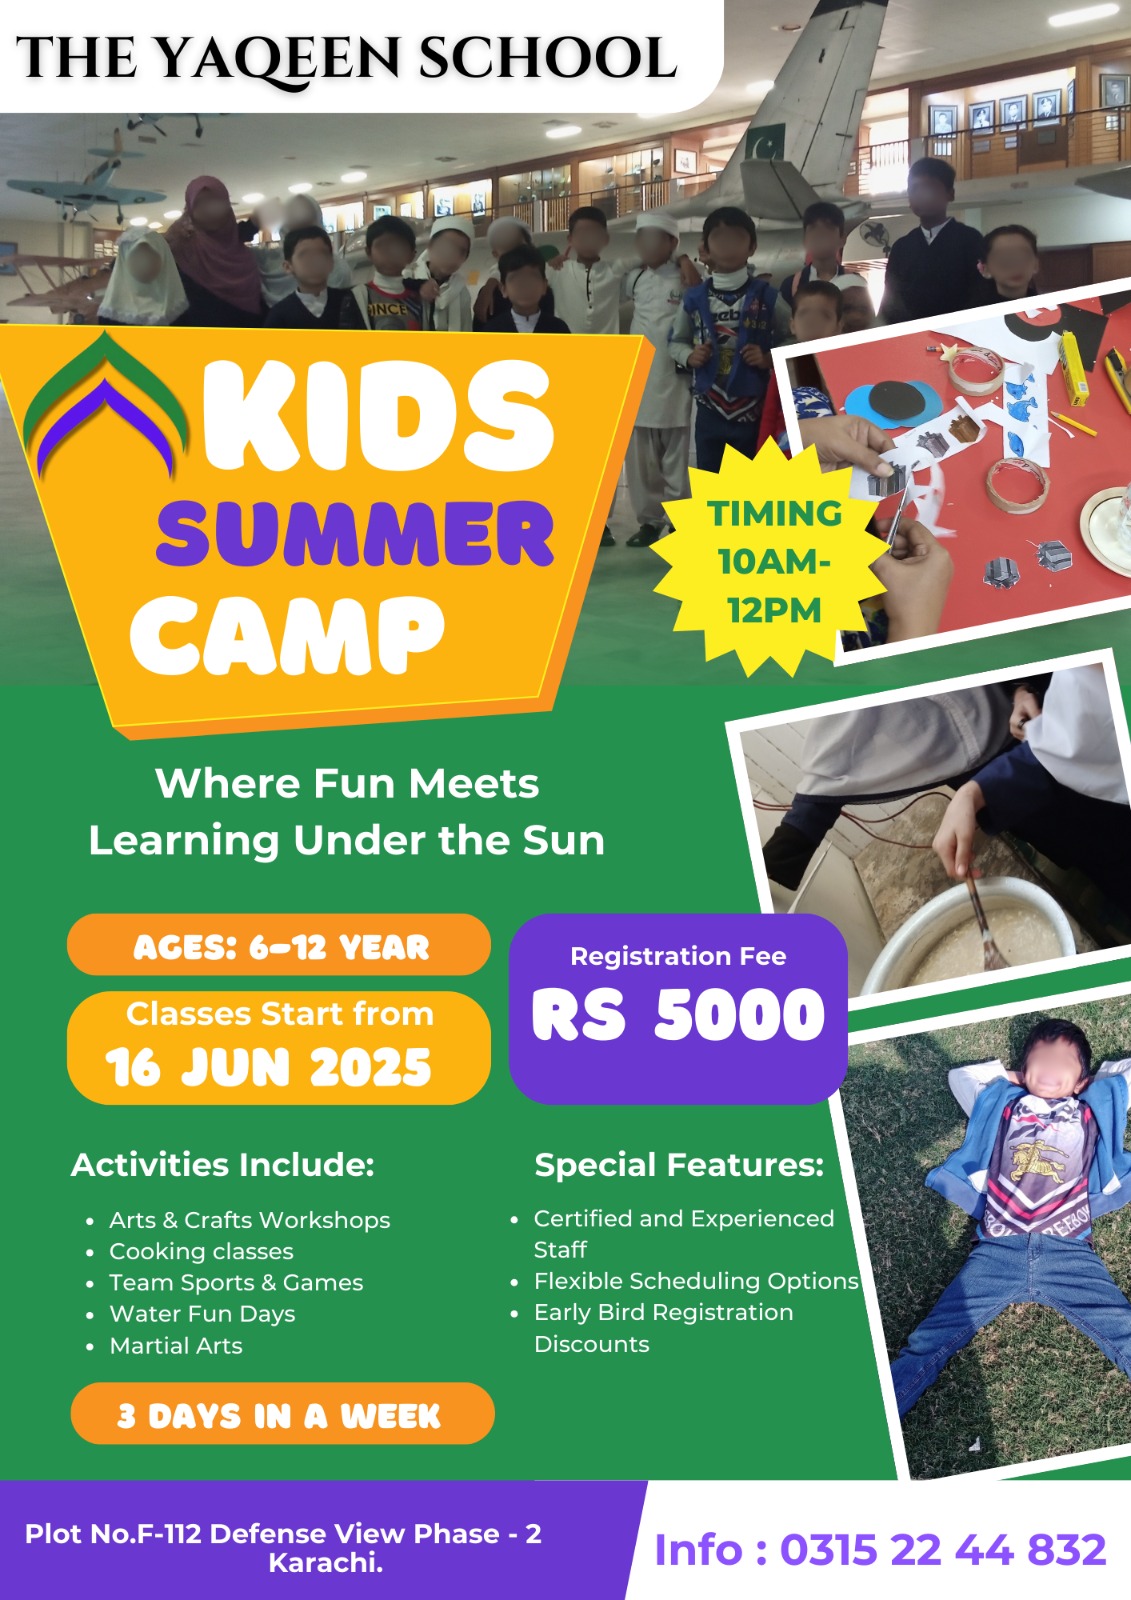 THE YAQEEN SCHOOL
KIDS
SUMMER
CAMP
TIMING
10AM-
12PM
Where Fun Meets
Learning Under the Sun
AGES: 6-12 YEAR
Classes Start from
16 JUN 2025
Registration Fee
RS 5000
Activities Include:
• Arts & Crafts Workshops
• Cooking classes
• Team Sports & Games
• Water Fun Days
• Martial Arts
3 DAYS IN A WEEK
Special Features:
• Certified and Experienced
Staff
• Flexible Scheduling Options
• Early Bird Registration
Discounts
Plot No.F-112 Defense View Phase - 2
Karachi.
Info : 0315 22 44 832